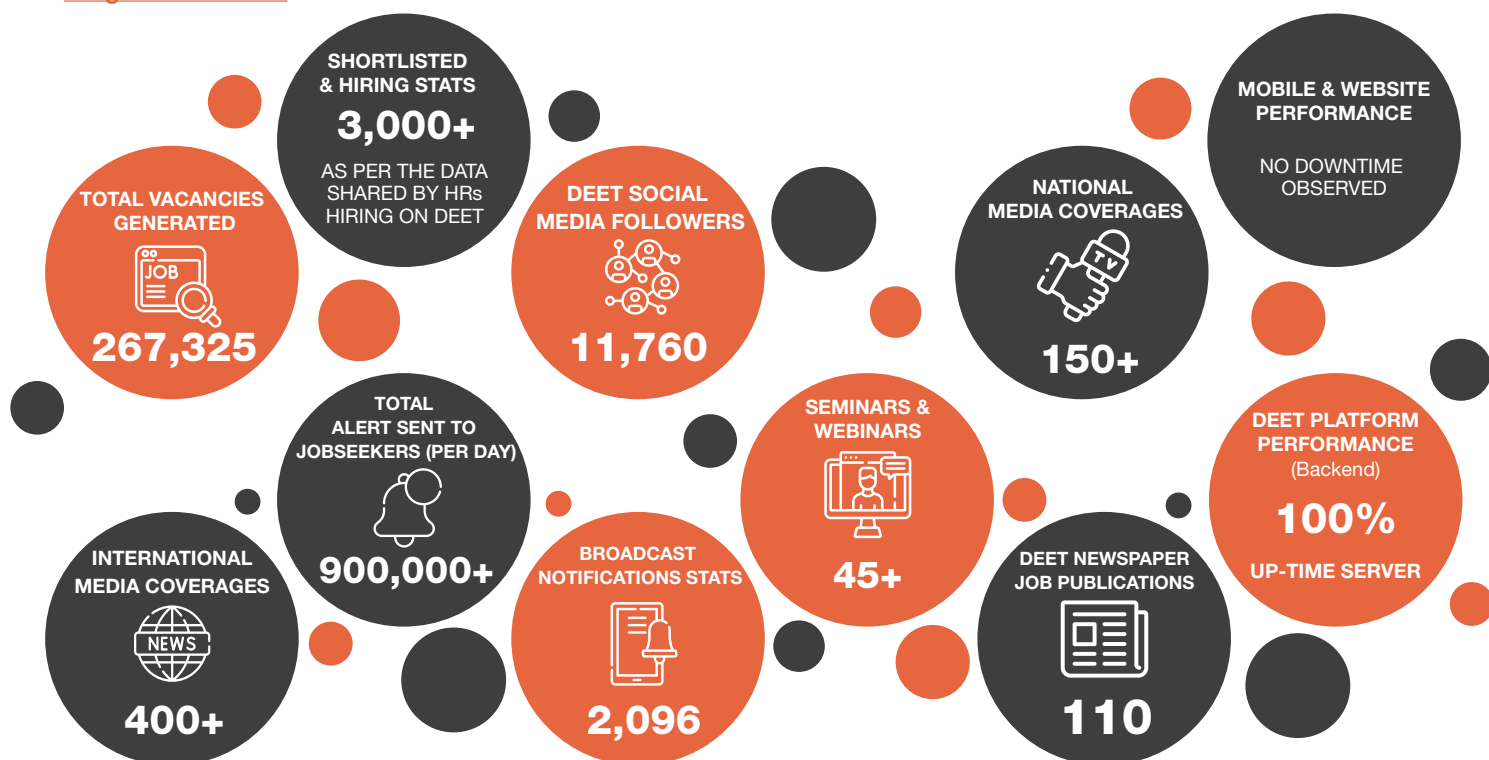 SHORTLISTED
& HIRING STATS
3,000+
AS PER THE DATA
SHARED BY HRs
HIRING ON DEET
MOBILE & WEBSITE
PERFORMANCE
NO DOWNTIME
OBSERVED
TOTAL VACANCIES
GENERATED
JOB
267,325
DEET SOCIAL
MEDIA FOLLOWERS
11,760
NATIONAL
MEDIA COVERAGES
TV
150+
TOTAL
ALERT SENT TO
JOBSEEKERS (PER DAY)
900,000+
SEMINARS &
WEBINARS
45+
DEET PLATFORM
PERFORMANCE
(Backend)
100%
UP-TIME SERVER
INTERNATIONAL
MEDIA COVERAGES
NEWS
400+
BROADCAST
NOTIFICATIONS STATS
2,096
DEET NEWSPAPER
JOB PUBLICATIONS
110